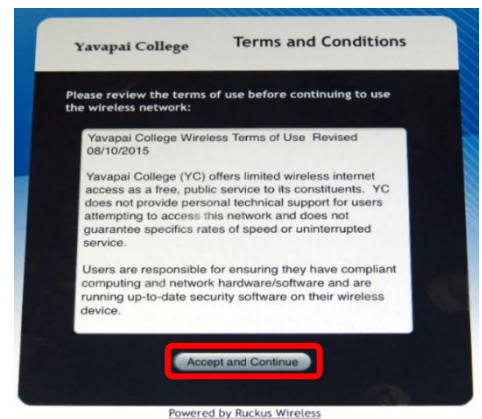 Yavapai College Terms and Conditions
Please review the terms of use before continuing to use
the wireless network:
Yavapai College Wireless Terms of Use Revised
08/10/2015
Yavapai College (YC) offers limited wireless internet
access as a free, public service to its constituents. YC
does not provide personal technical support for users
attempting to access this network and does not
guarantee specifics rates of speed or uninterrupted
service.
Users are responsible for ensuring they have compliant
computing and network hardware/software and are
running up-to-date security software on their wireless
device.
Accept and Continue
Powered by Ruckus Wireless